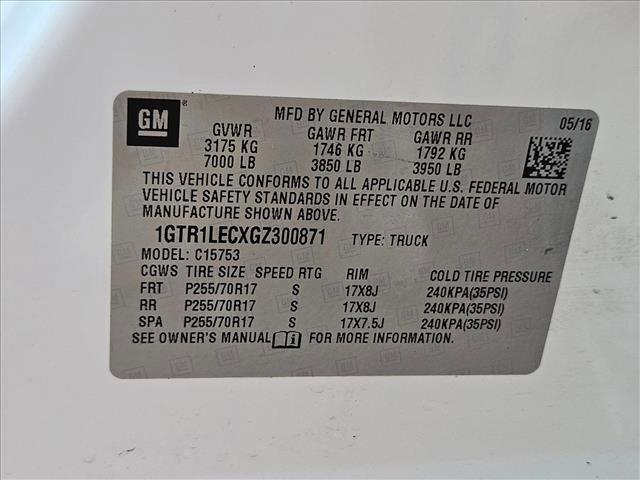 GM
MFD BY GENERAL MOTORS LLC
05/16
GVWR GAWR FRT GAWR RR
3175 KG 1746 KG 1792 KG
7000 LB 3850 LB 3950 LB
THIS VEHICLE CONFORMS TO ALL APPLICABLE U.S. FEDERAL MOTOR
VEHICLE SAFETY STANDARDS IN EFFECT ON THE DATE OF
MANUFACTURE SHOWN ABOVE.
1GTR1LECXGZ300871 TYPE: TRUCK
MODEL: C15753
CGWS TIRE SIZE SPEED RTG RIM COLD TIRE PRESSURE
FRT P255/70R17 S 17X8J 240KPA(35PSI)
RR P255/70R17 S 17X8J 240KPA(35PSI)
SPA P255/70R17 S 17X7.5J 240KPA(35PSI)
SEE OWNER'S MANUAL FOR MORE INFORMATION.